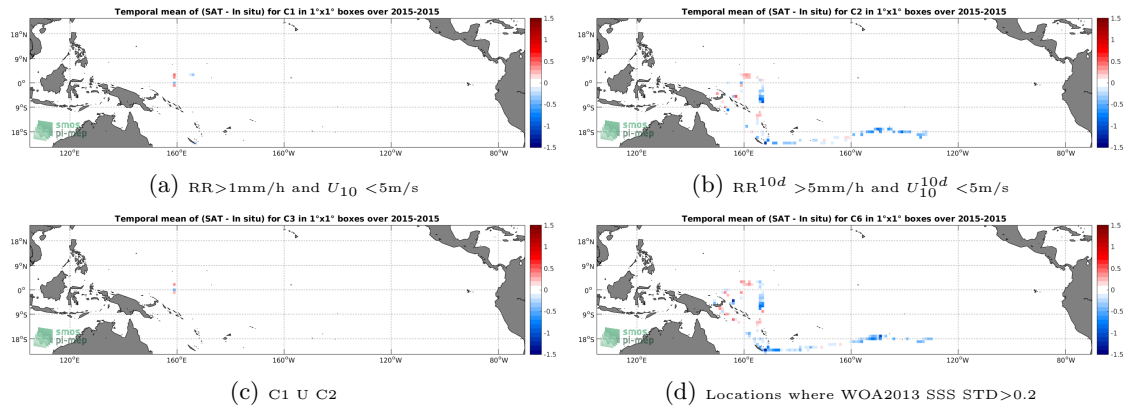 Temporal mean of (SAT - In situ) for C1 in 1°x1° boxes over 2015-2015
18°N
9°N
0°
9°S
18°S
120°E
160°E
160°W
120°W
80°W
1.5
1
0.5
0
-0.5
-1
-1.5
smos
pi-mep
(a) RR>1mm/h and U10 <5m/s
Temporal mean of (SAT - In situ) for C2 in 1°x1° boxes over 2015-2015
18°N
9°N
0°
9°S
18°S
120°E
160°E
160°W
120°W
80°W
1.5
1
0.5
0
-0.5
-1
-1.5
smos
pi-mep
(b) RR^10d >5mm/h and U10^10d <5m/s
Temporal mean of (SAT - In situ) for C3 in 1°x1° boxes over 2015-2015
18°N
9°N
0°
9°S
18°S
120°E
160°E
160°W
120°W
80°W
1.5
1
0.5
0
-0.5
-1
-1.5
smos
pi-mep
(c) C1 U C2
Temporal mean of (SAT - In situ) for C6 in 1°x1° boxes over 2015-2015
18°N
9°N
0°
9°S
18°S
120°E
160°E
160°W
120°W
80°W
1.5
1
0.5
0
-0.5
-1
-1.5
smos
pi-mep
(d) Locations where WOA2013 SSS STD>0.2